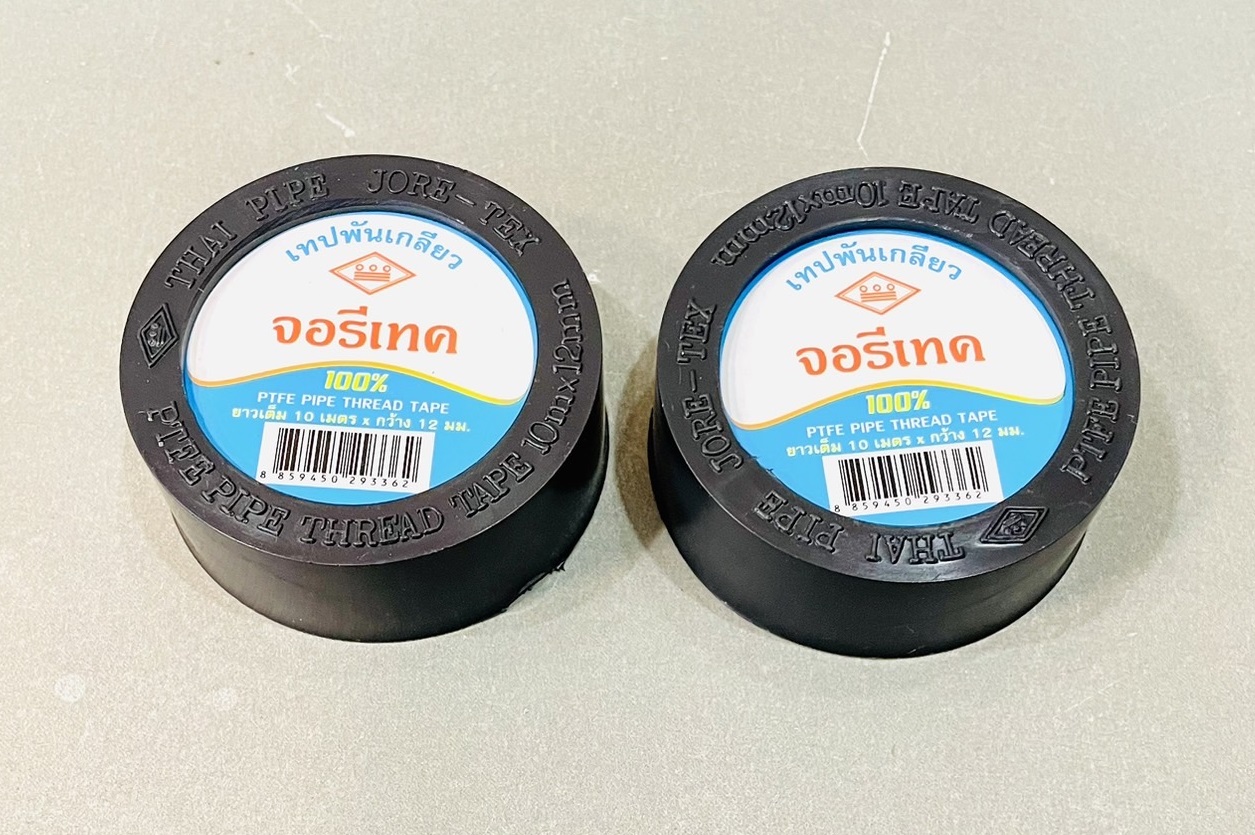 THAI PIPE JORE-TEX
PTFE PIPE THREAD TAPE 10mx12mm
เทปพันเกลียว
จอรีเทค
100%
PTFE PIPE THREAD TAPE
ยาวเต็ม 10 เมตร x กว้าง 12 มม.
8 859450 293362
THAI PIPE JORE-TEX
PTFE PIPE THREAD TAPE 10mx12mm
เทปพันเกลียว
จอรีเทค
100%
PTFE PIPE THREAD TAPE
ยาวเต็ม 10 เมตร x กว้าง 12 มม.
8 859450 293362